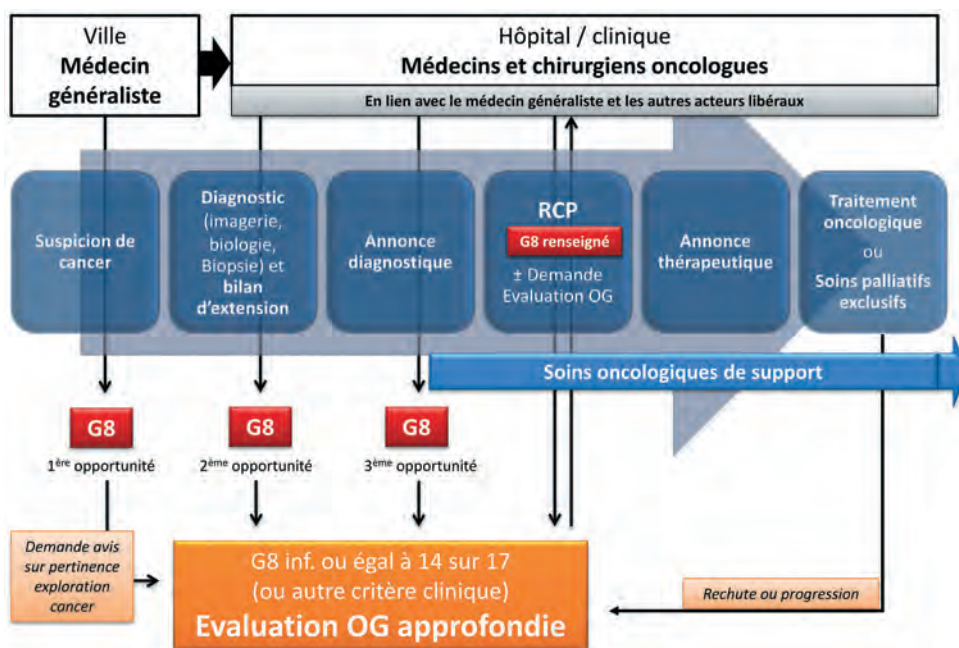 Ville
Médecin
généraliste
Hôpital / clinique
Médecins et chirurgiens oncologues
En lien avec le médecin généraliste et les autres acteurs libéraux
Suspicion de
cancer
Diagnostic
(imagerie,
biologie,
Biopsie) et
bilan
d'extension
Annonce
diagnostique
RCP
G8 renseigné
± Demande
Evaluation OG
Annonce
thérapeutique
Traitement
oncologique
ou
Soins palliatifs
exclusifs
Soins oncologiques de support
G8
1ère opportunité
G8
2ème opportunité
G8
3ème opportunité
Demande avis
sur pertinence
exploration
cancer
G8 inf. ou égal à 14 sur 17
(ou autre critère clinique)
Evaluation OG approfondie
Rechute ou progression